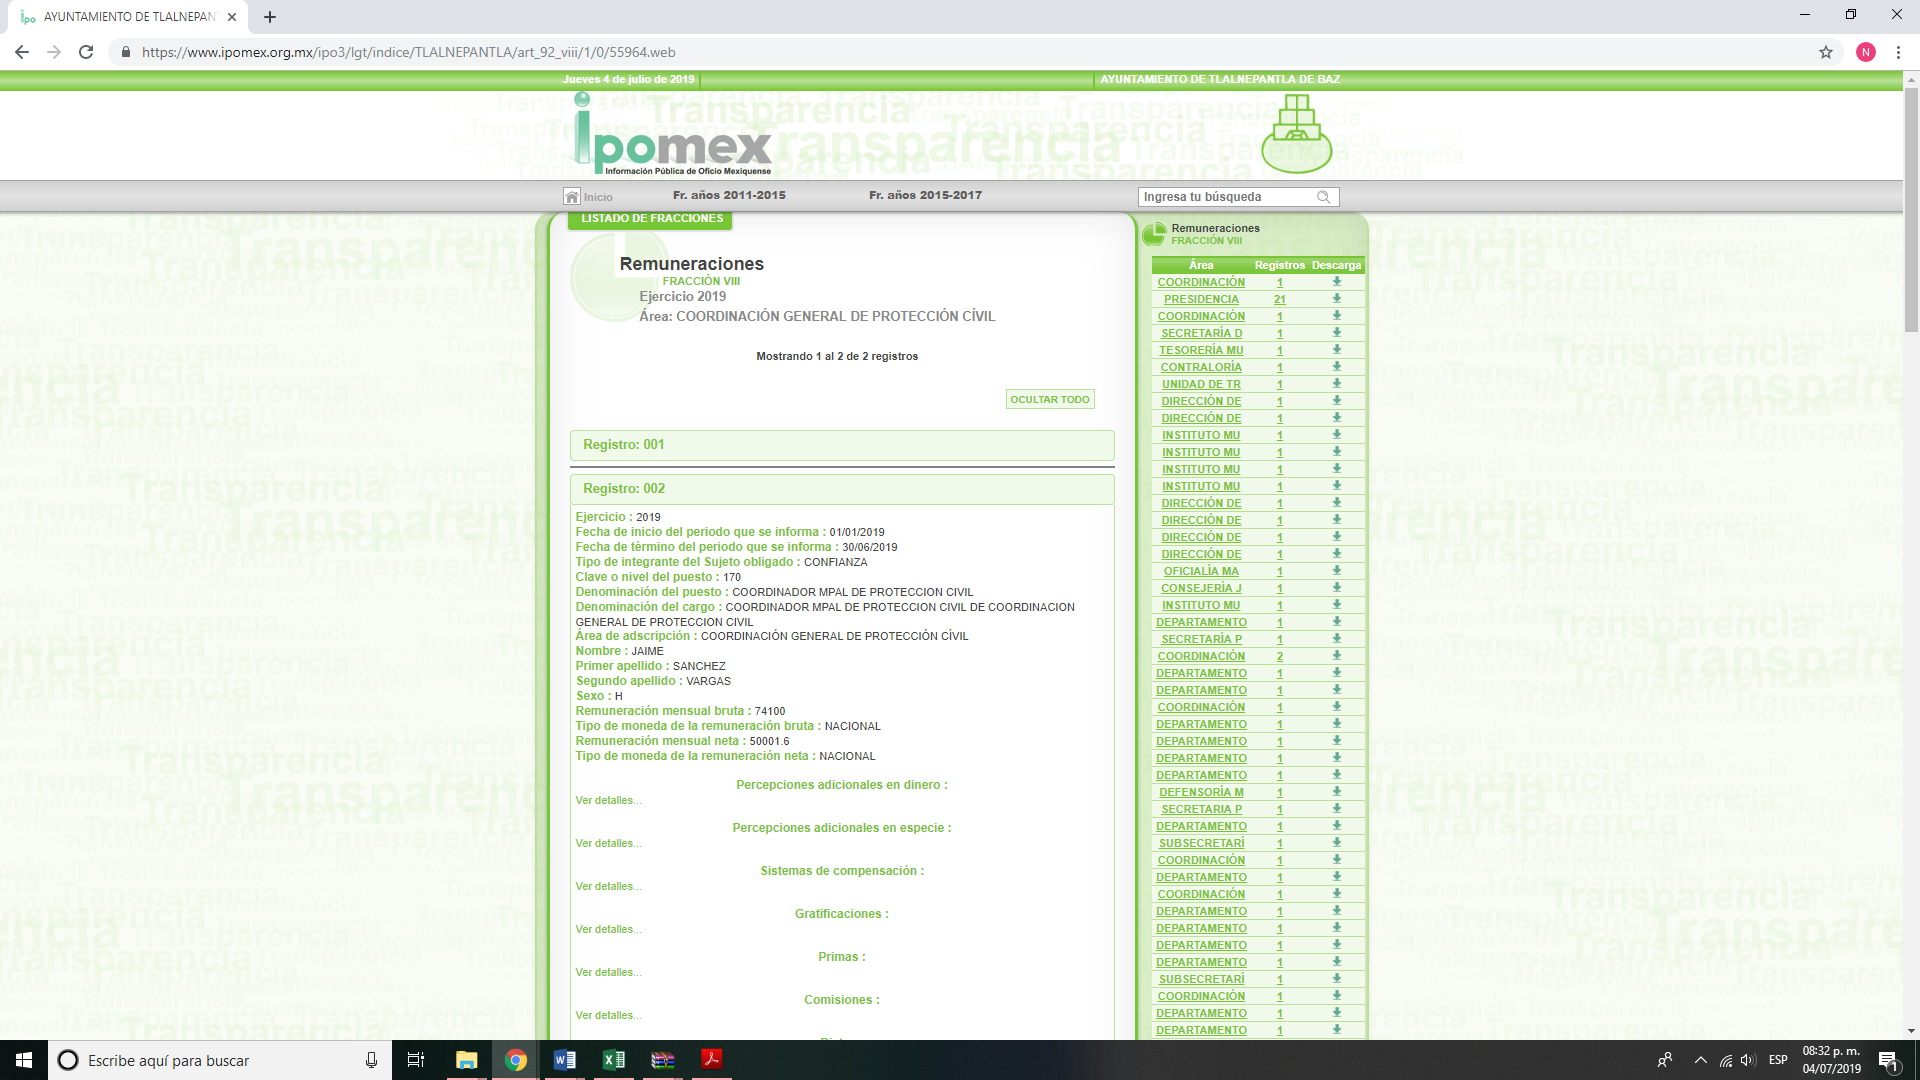 AYUNTAMIENTO DE TLALNEPAN
https://www.ipomex.org.mx/ipo3/lgt/indice/TLALNEPANTLA/art_92_viii/1/0/55964.web
N
Jueves 4 de julio de 2019
AYUNTAMIENTO DE TLALNEPANTLA DE BAZ
ipomex
Información Pública de Oficio Mexiquense
Transparencia
Inicio
Fr. años 2011-2015
Fr. años 2015-2017
Ingresa tu búsqueda
LISTADO DE FRACCIONES
Remuneraciones
FRACCIÓN VIII
Ejercicio 2019
Área: COORDINACIÓN GENERAL DE PROTECCIÓN CÍVIL
Mostrando 1 al 2 de 2 registros
OCULTAR TODO
Registro: 001
Registro: 002
Ejercicio : 2019
Fecha de inicio del periodo que se informa : 01/01/2019
Fecha de término del periodo que se informa : 30/06/2019
Tipo de integrante del Sujeto obligado : CONFIANZA
Clave o nivel del puesto : 170
Denominación del puesto : COORDINADOR MPAL DE PROTECCION CIVIL
Denominación del cargo : COORDINADOR MPAL DE PROTECCION CIVIL DE COORDINACION
GENERAL DE PROTECCION CIVIL
Área de adscripción : COORDINACIÓN GENERAL DE PROTECCIÓN CÍVIL
Nombre : JAIME
Primer apellido : SANCHEZ
Segundo apellido : VARGAS
Sexo : H
Remuneración mensual bruta : 74100
Tipo de moneda de la remuneración bruta : NACIONAL
Remuneración mensual neta : 50001.6
Tipo de moneda de la remuneración neta : NACIONAL
Percepciones adicionales en dinero :
Ver detalles...
Percepciones adicionales en especie :
Ver detalles...
Sistemas de compensación :
Ver detalles...
Gratificaciones :
Ver detalles...
Primas :
Ver detalles...
Comisiones :
Ver detalles...
Remuneraciones
FRACCIÓN VIII
Área Registros Descarga
COORDINACIÓN 1
PRESIDENCIA 21
COORDINACIÓN 1
SECRETARÍA D 1
TESORERÍA MU 1
CONTRALORÍA 1
UNIDAD DE TR 1
DIRECCIÓN DE 1
DIRECCIÓN DE 1
INSTITUTO MU 1
INSTITUTO MU 1
INSTITUTO MU 1
INSTITUTO MU 1
DIRECCIÓN DE 1
DIRECCIÓN DE 1
DIRECCIÓN DE 1
DIRECCIÓN DE 1
OFICIALÍA MA 1
CONSEJERÍA J 1
INSTITUTO MU 1
DEPARTAMENTO 1
SECRETARÍA P 1
COORDINACIÓN 2
DEPARTAMENTO 1
DEPARTAMENTO 1
COORDINACIÓN 1
DEPARTAMENTO 1
DEPARTAMENTO 1
DEPARTAMENTO 1
DEPARTAMENTO 1
DEFENSORÍA M 1
SECRETARIA P 1
DEPARTAMENTO 1
SUBSECRETARÍ 1
COORDINACIÓN 1
DEPARTAMENTO 1
COORDINACIÓN 1
DEPARTAMENTO 1
DEPARTAMENTO 1
DEPARTAMENTO 1
DEPARTAMENTO 1
SUBSECRETARÍ 1
COORDINACIÓN 1
DEPARTAMENTO 1
DEPARTAMENTO 1
Escribe aquí para buscar
ESP
08:32 p. m.
04/07/2019
1